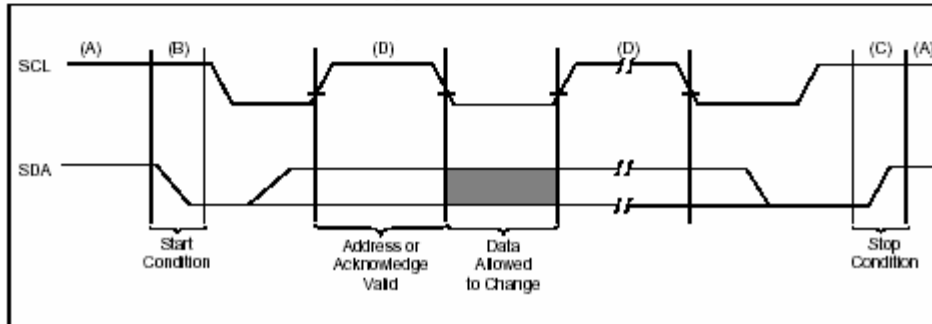 (A) (B) (D) (D) (C) (A)
SCL
SDA
Start
Condition
Address or
Acknowledge
Valid
Data
Allowed
to Change
Stop
Condition